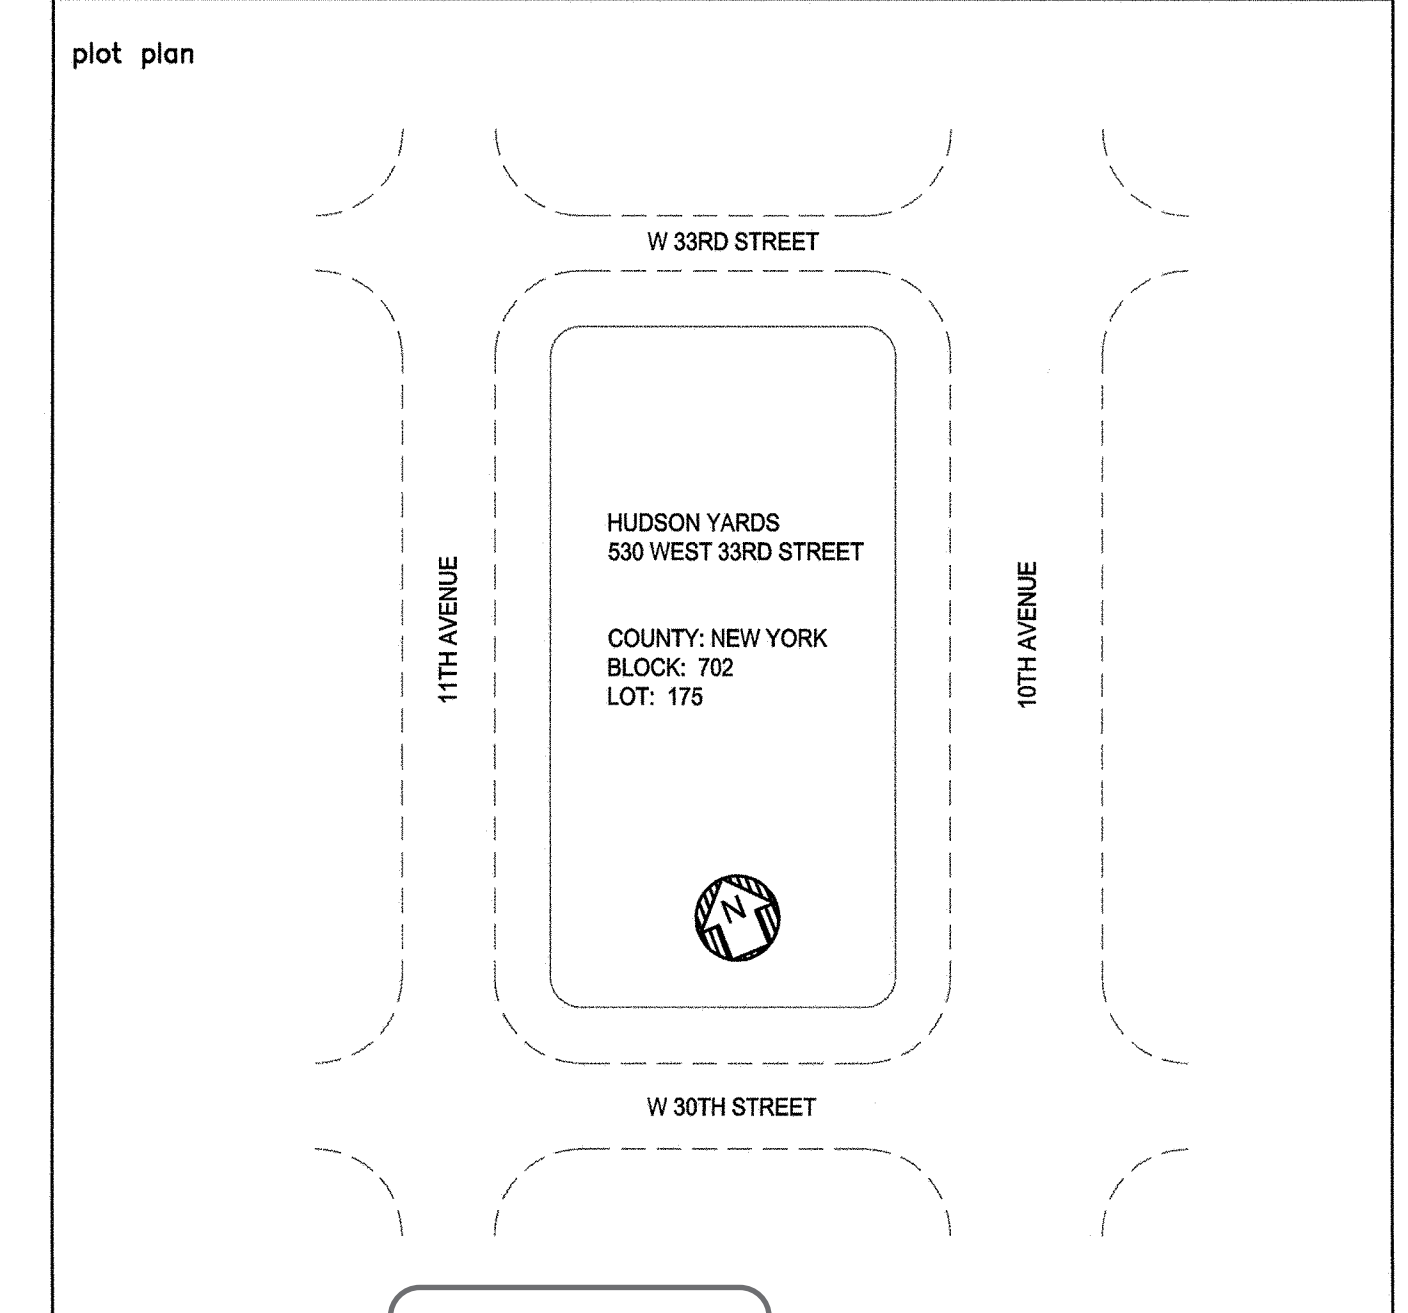 plot plan
W 33RD STREET
HUDSON YARDS
530 WEST 33RD STREET
11TH AVENUE
10TH AVENUE
COUNTY: NEW YORK
BLOCK: 702
LOT: 175
N
W 30TH STREET